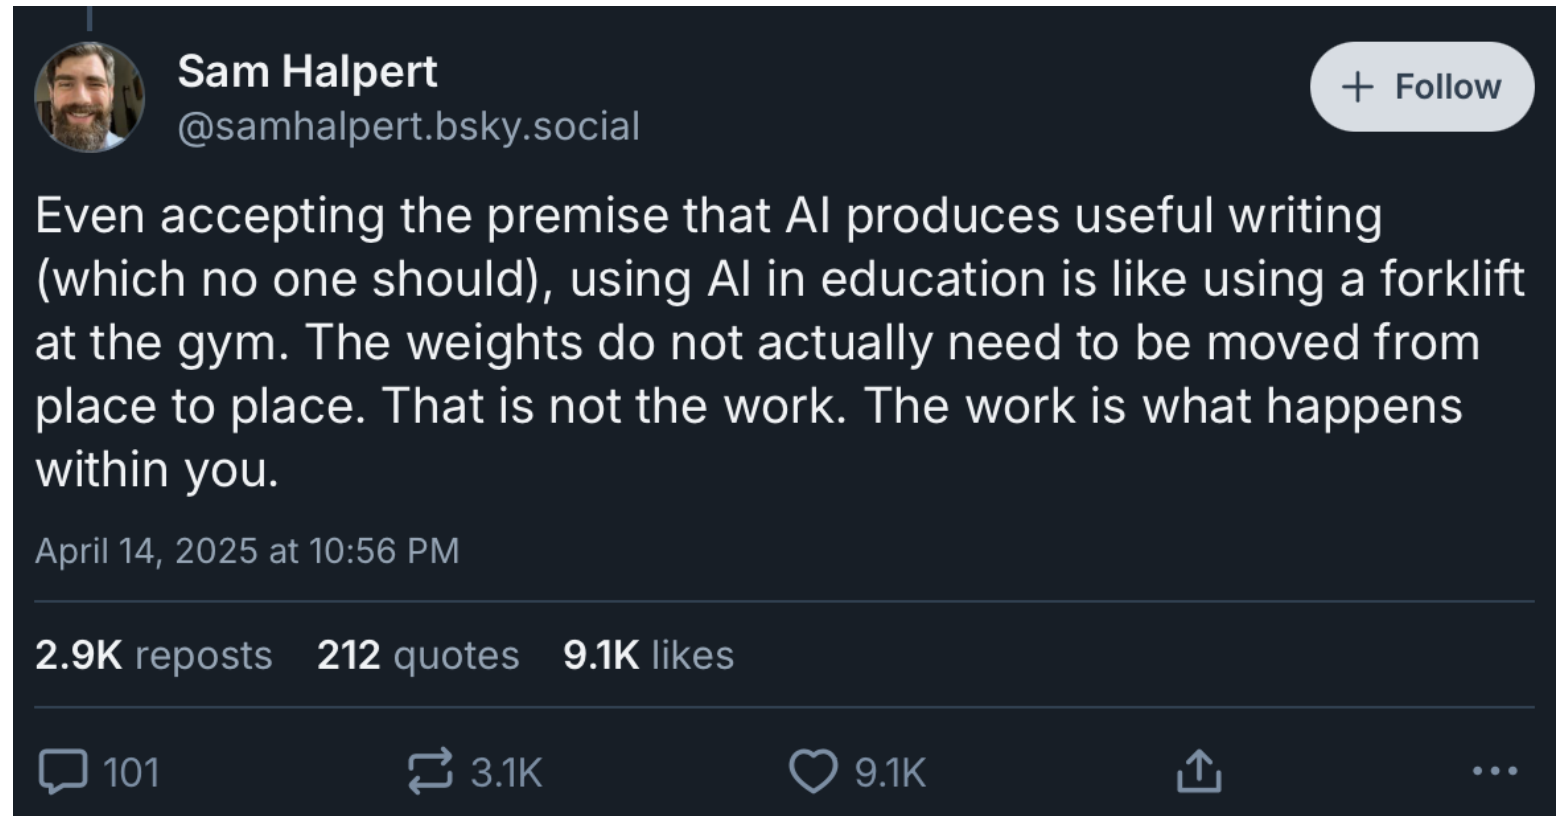 Sam Halpert
@samhalpert.bsky.social
+ Follow
Even accepting the premise that AI produces useful writing
(which no one should), using AI in education is like using a forklift
at the gym. The weights do not actually need to be moved from
place to place. That is not the work. The work is what happens
within you.
April 14, 2025 at 10:56 PM
2.9K reposts 212 quotes 9.1K likes
101 3.1K 9.1K